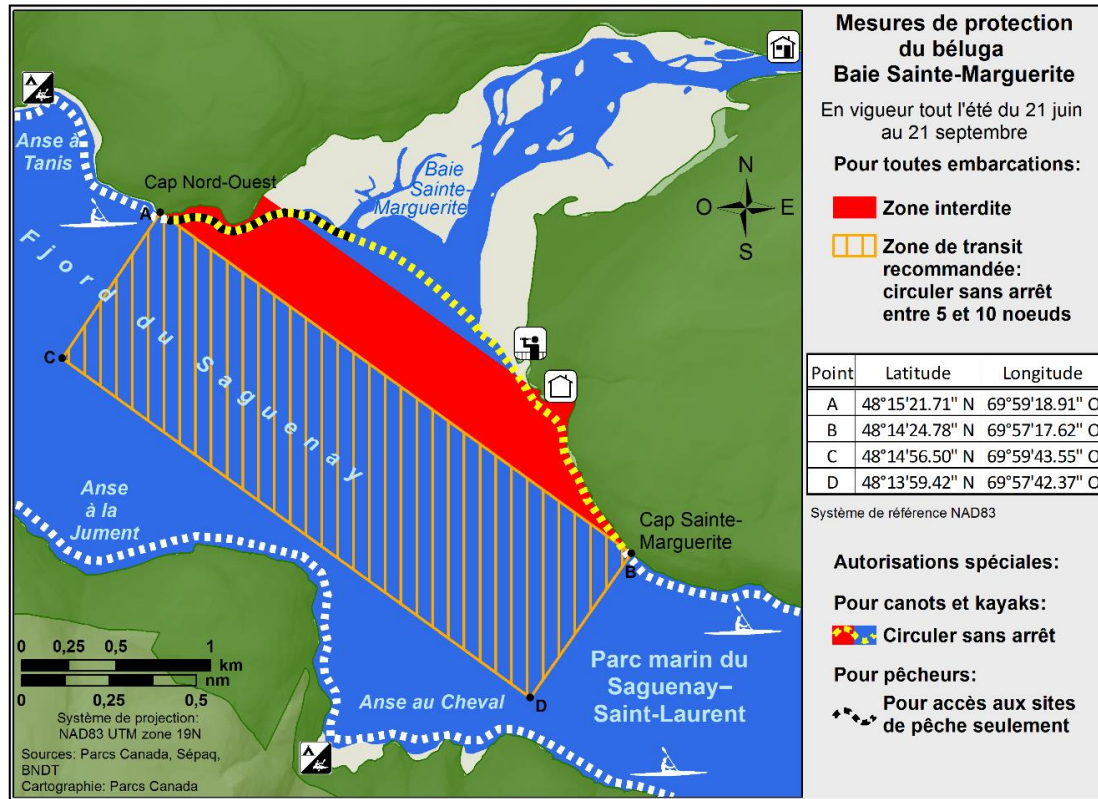 Mesures de protection
du béluga
Baie Sainte-Marguerite
En vigueur tout l'été du 21 juin
au 21 septembre
Pour toutes embarcations:
Zone interdite
Zone de transit
recommandée:
circuler sans arrêt
entre 5 et 10 noeuds
Point Latitude Longitude
A 48°15'21.71" N 69°59'18.91" O
B 48°14'24.78" N 69°57'17.62" O
C 48°14'56.50" N 69°59'43.55" O
D 48°13'59.42" N 69°57'42.37" O
Système de référence NAD83
Autorisations spéciales:
Pour canots et kayaks:
Circuler sans arrêt
Pour pêcheurs:
Pour accès aux sites
de pêche seulement
Anse à
Tanis
Cap Nord-Ouest
Baie
Sainte-
Marguerite
N
O E
S
A
Fjord du Saguenay
C
Anse
à la
Jument
Cap Sainte-
Marguerite
B
D
Parc marin du
Saguenay–
Saint-Laurent
Anse au Cheval
0 0,25 0,5 1
km
nm
0 0,25 0,5
Système de projection:
NAD83 UTM zone 19N
Sources: Parcs Canada, Sépaq,
BNDT
Cartographie: Parcs Canada